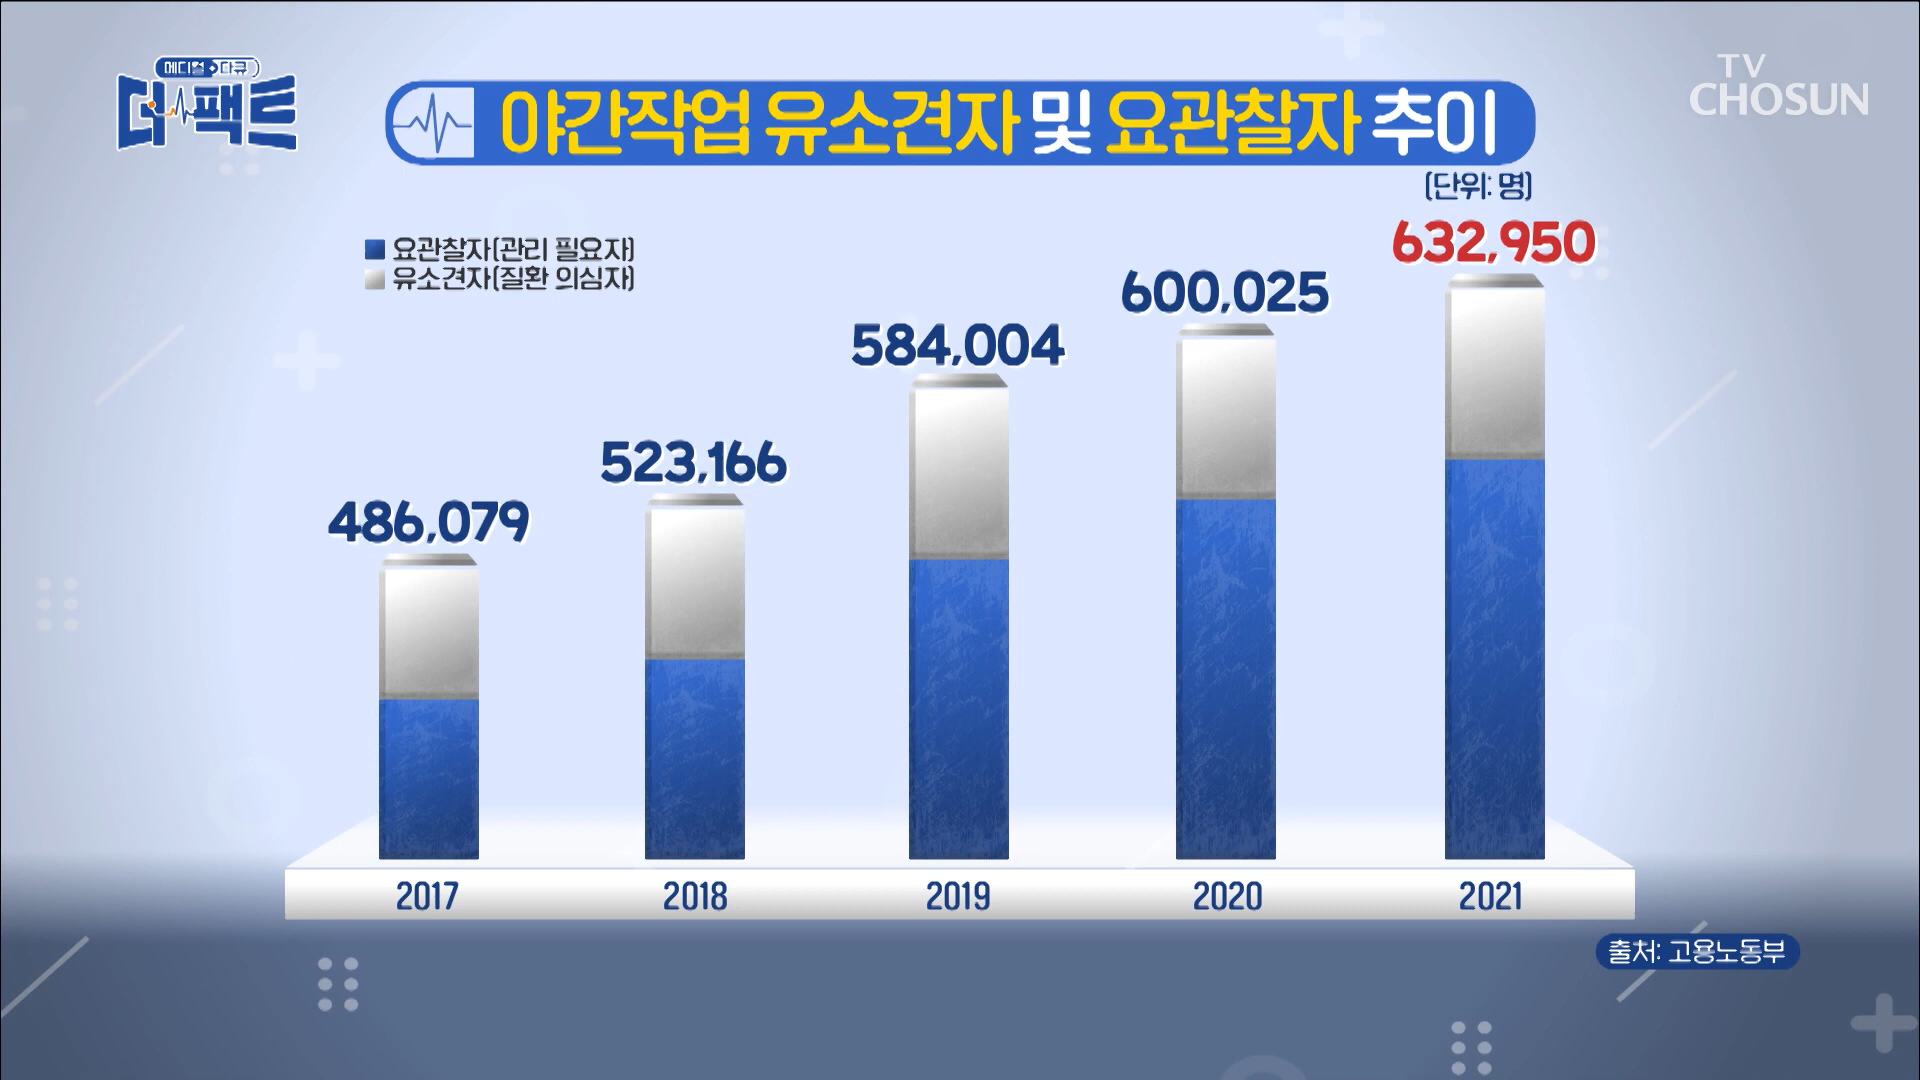 메디컬 다큐
더팩트
TV
CHOSUN
야간작업 유소견자 및 요관찰자 추이
(단위: 명)
요관찰자(관리 필요자)
유소견자(질환 의심자)
486,079
523,166
584,004
600,025
632,950
2017
2018
2019
2020
2021
출처: 고용노동부